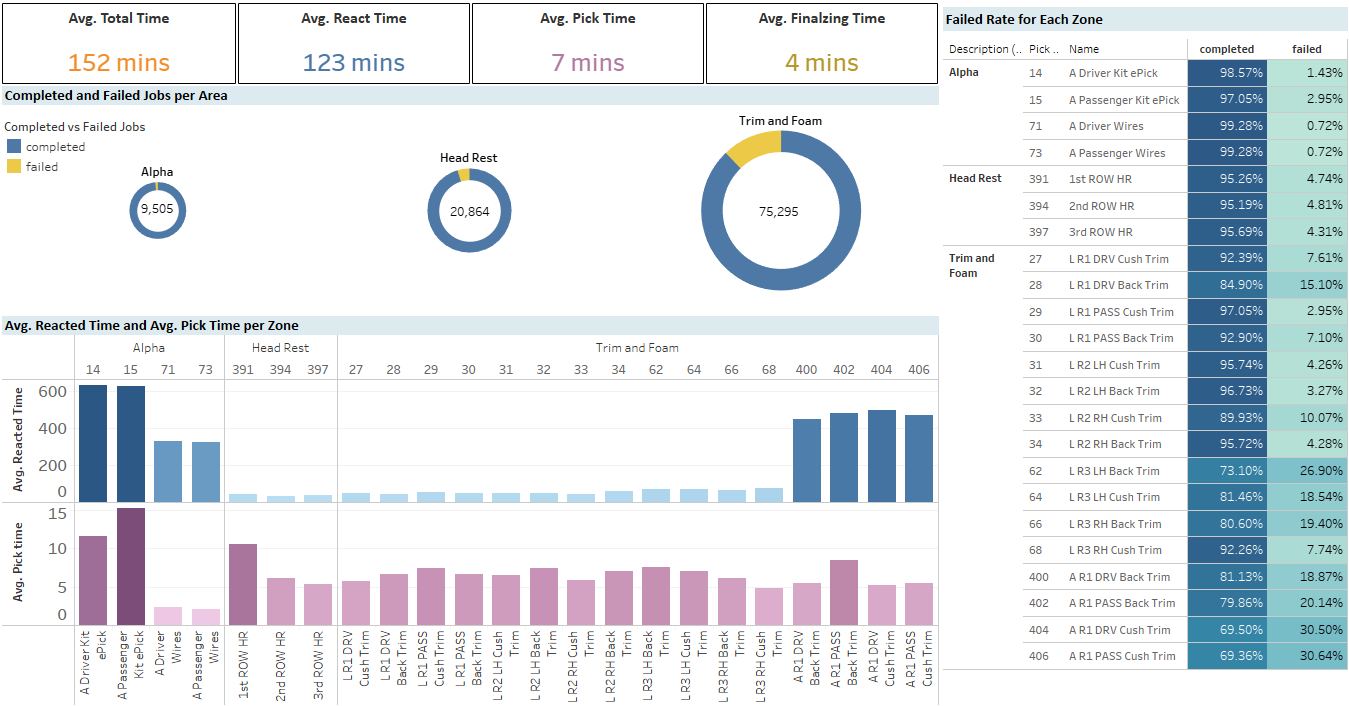 Avg. Total Time
152 mins
Avg. React Time
123 mins
Avg. Pick Time
7 mins
Avg. Finalzing Time
4 mins
Completed and Failed Jobs per Area
Completed vs Failed Jobs
completed
failed
Alpha
9,505
Head Rest
20,864
Trim and Foam
75,295
Avg. Reacted Time and Avg. Pick Time per Zone
Alpha Head Rest Trim and Foam
14 15 71 73 391 394 397 27 28 29 30 31 32 33 34 62 64 66 68 400 402 404 406
Avg. Reacted Time
600
400
200
0
Avg. Pick time
15
10
5
0
A Driver Kit
ePick
A Passenger
Kit ePick
A Driver
Wires
A Passenger
Wires
1st ROW HR
2nd ROW HR
3rd ROW HR
L R1 DRV
Cush Trim
L R1 DRV
Back Trim
L R1 PASS
Cush Trim
L R1 PASS
Back Trim
L R2 LH Cush
Trim
L R2 LH Back
Trim
L R2 RH Cush
Trim
L R2 RH Back
Trim
L R3 LH Back
Trim
L R3 LH Cush
Trim
L R3 RH Back
Trim
L R3 RH Cush
Trim
A R1 DRV
Back Trim
A R1 PASS
Back Trim
A R1 DRV
Cush Trim
A R1 PASS
Cush Trim
Failed Rate for Each Zone
Description (.. Pick .. Name completed failed
Alpha 14 A Driver Kit ePick 98.57% 1.43%
15 A Passenger Kit ePick 97.05% 2.95%
71 A Driver Wires 99.28% 0.72%
73 A Passenger Wires 99.28% 0.72%
Head Rest 391 1st ROW HR 95.26% 4.74%
394 2nd ROW HR 95.19% 4.81%
397 3rd ROW HR 95.69% 4.31%
Trim and 27 L R1 DRV Cush Trim 92.39% 7.61%
Foam
28 L R1 DRV Back Trim 84.90% 15.10%
29 L R1 PASS Cush Trim 97.05% 2.95%
30 L R1 PASS Back Trim 92.90% 7.10%
31 L R2 LH Cush Trim 95.74% 4.26%
32 L R2 LH Back Trim 96.73% 3.27%
33 L R2 RH Cush Trim 89.93% 10.07%
34 L R2 RH Back Trim 95.72% 4.28%
62 L R3 LH Back Trim 73.10% 26.90%
64 L R3 LH Cush Trim 81.46% 18.54%
66 L R3 RH Back Trim 80.60% 19.40%
68 L R3 RH Cush Trim 92.26% 7.74%
400 A R1 DRV Back Trim 81.13% 18.87%
402 A R1 PASS Back Trim 79.86% 20.14%
404 A R1 DRV Cush Trim 69.50% 30.50%
406 A R1 PASS Cush Trim 69.36% 30.64%